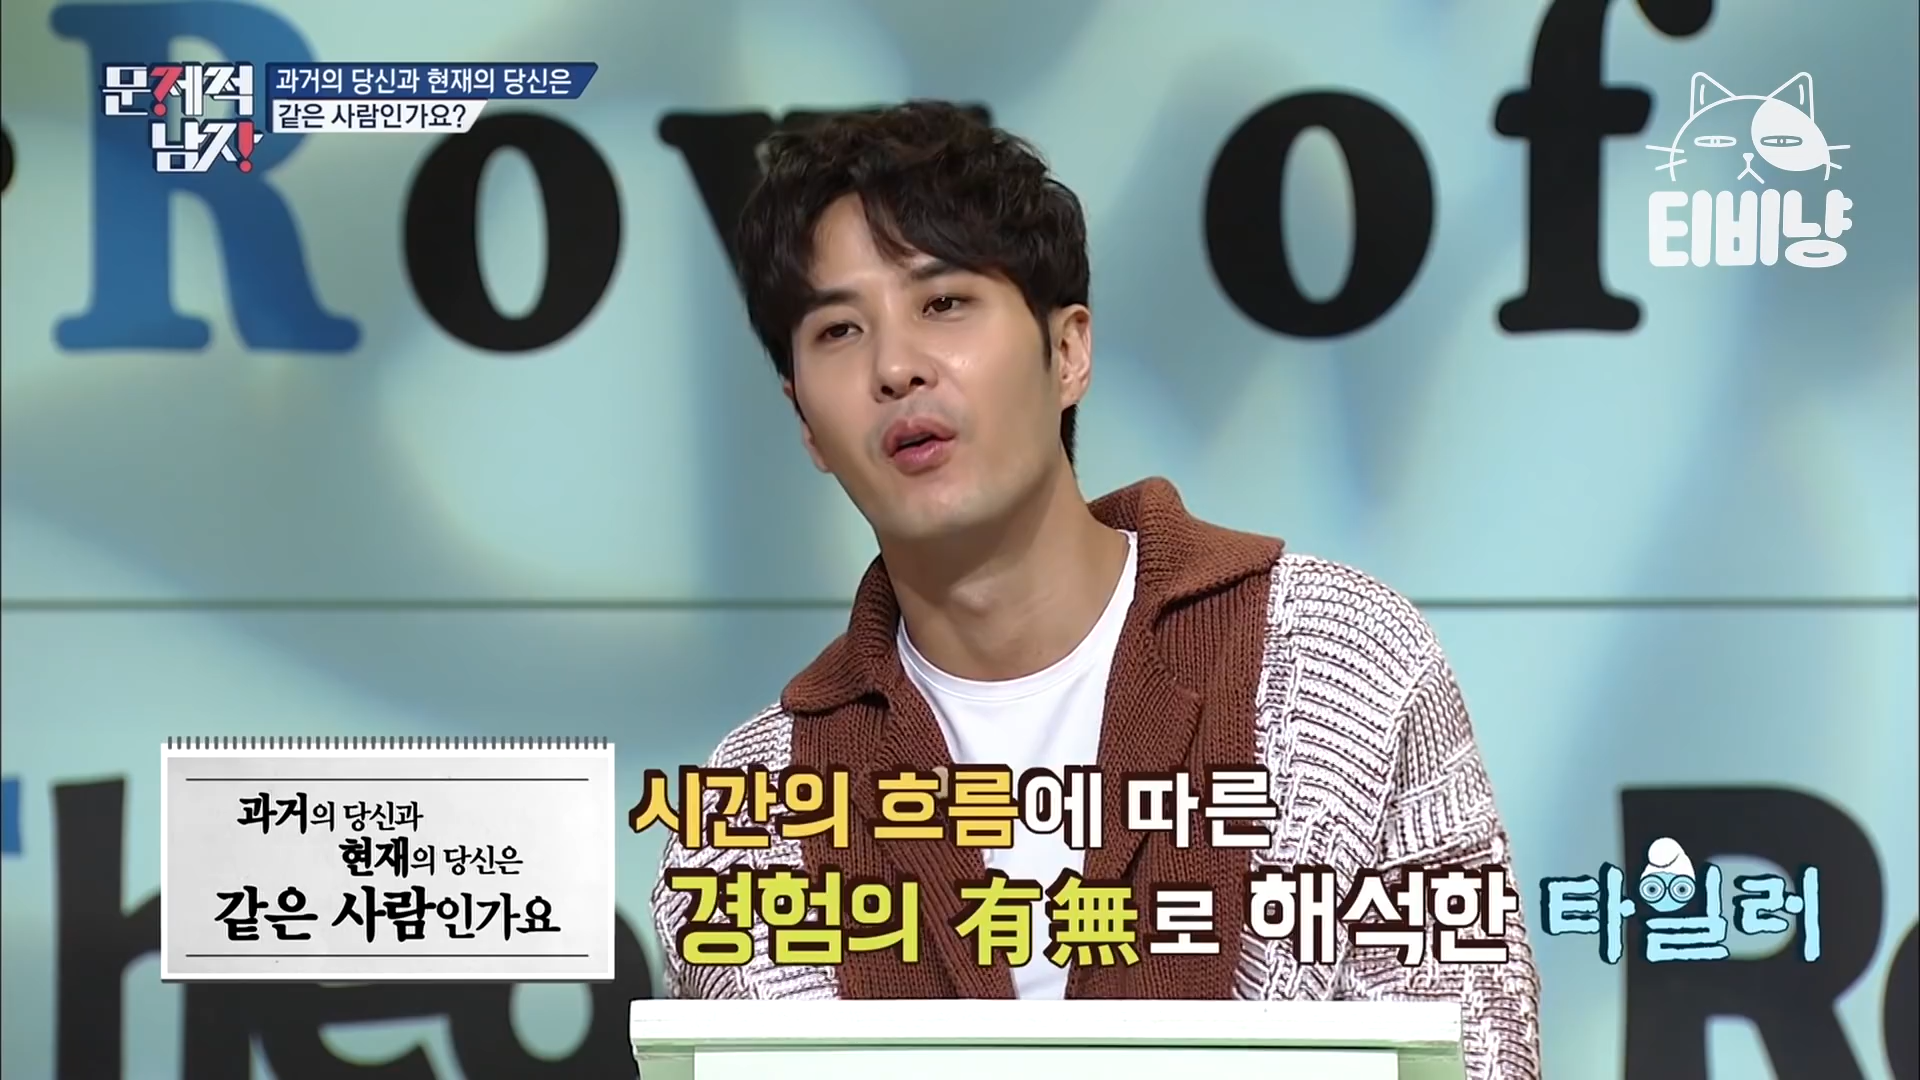 문제적
남자
과거의 당신과 현재의 당신은
같은 사람인가요?
Row of
티비냥
과거의 당신과
현재의 당신은
같은 사람인가요
시간의 흐름에 따른
경험의 有無로 해석한 타일러